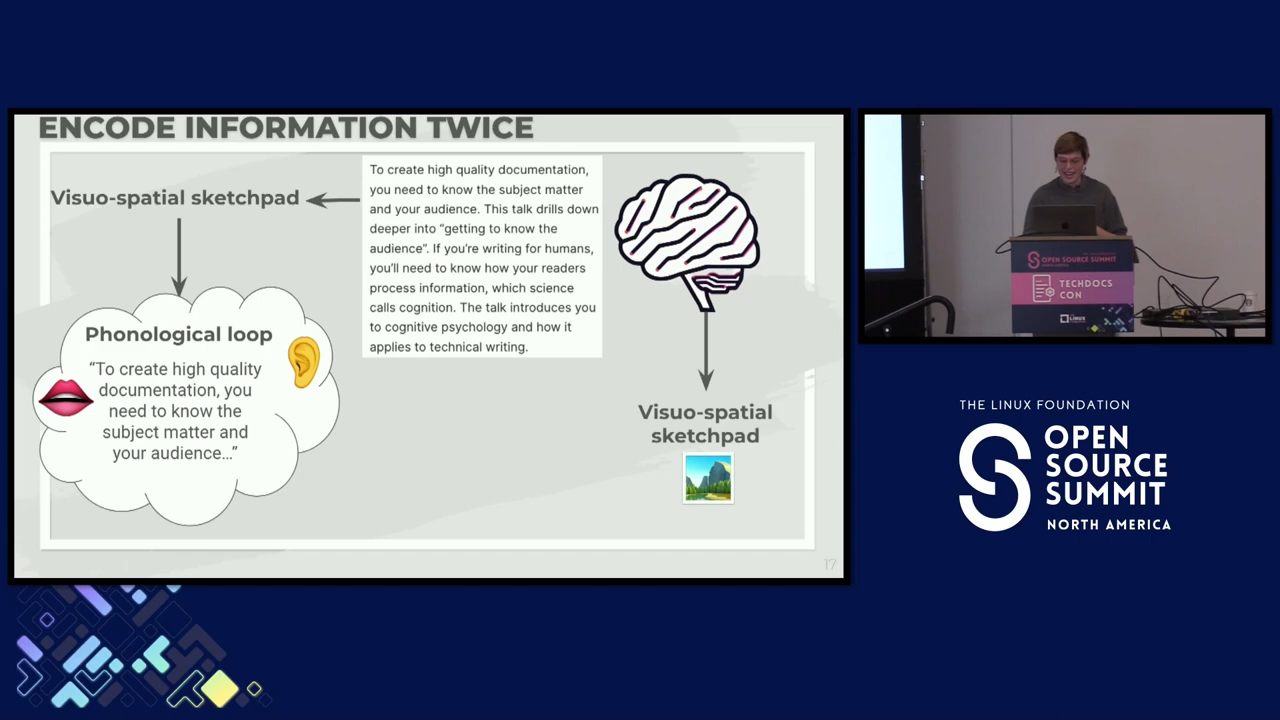 ENCODE INFORMATION TWICE
Visuo-spatial sketchpad
To create high quality documentation,
you need to know the subject matter
and your audience. This talk drills down
deeper into “getting to know the
audience”. If you’re writing for humans,
you’ll need to know how your readers
process information, which science
calls cognition. The talk introduces you
to cognitive psychology and how it
applies to technical writing.
Phonological loop
“To create high quality
documentation, you
need to know the
subject matter and
your audience...”
Visuo-spatial
sketchpad
17
OPEN SOURCE SUMMIT
NORTH AMERICA
TECHDOCS
CON
THE LINUX FOUNDATION
OPEN
SOURCE
SUMMIT
NORTH AMERICA